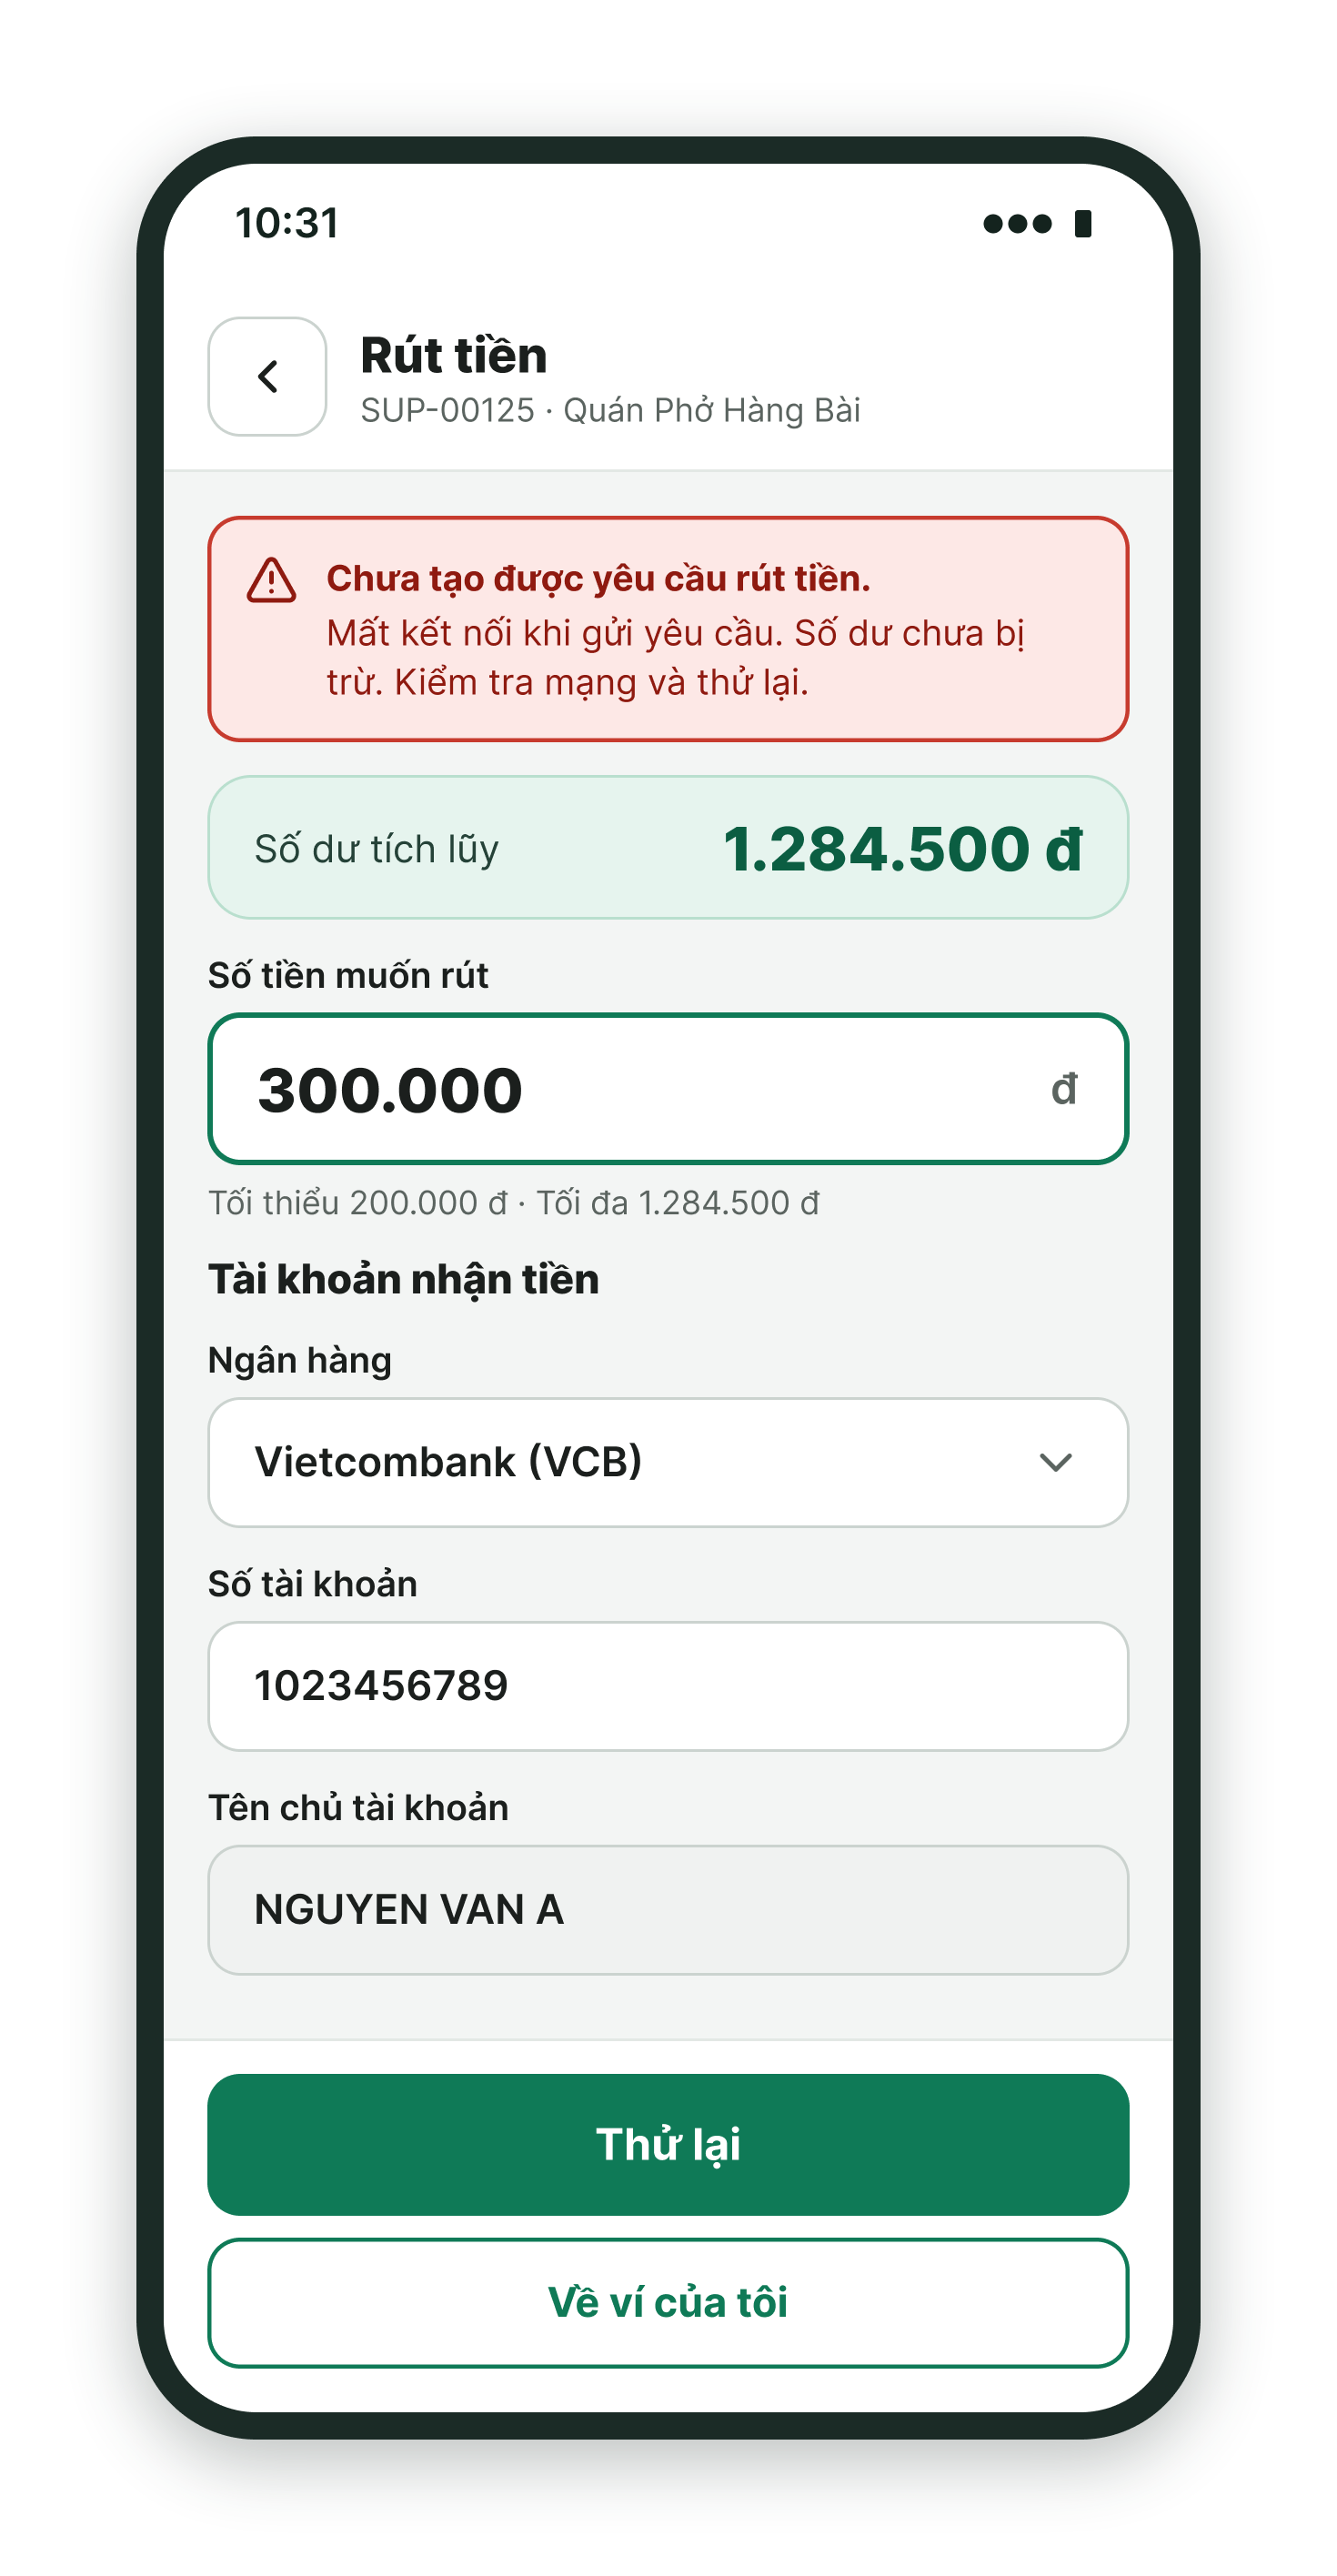 10:31
Rút tiền
SUP-00125 · Quán Phở Hàng Bài
Chưa tạo được yêu cầu rút tiền.
Mất kết nối khi gửi yêu cầu. Số dư chưa bị
trừ. Kiểm tra mạng và thử lại.
Số dư tích lũy 1.284.500 đ
Số tiền muốn rút
300.000 đ
Tối thiểu 200.000 đ · Tối đa 1.284.500 đ
Tài khoản nhận tiền
Ngân hàng
Vietcombank (VCB)
Số tài khoản
1023456789
Tên chủ tài khoản
NGUYEN VAN A
Thử lại
Về ví của tôi